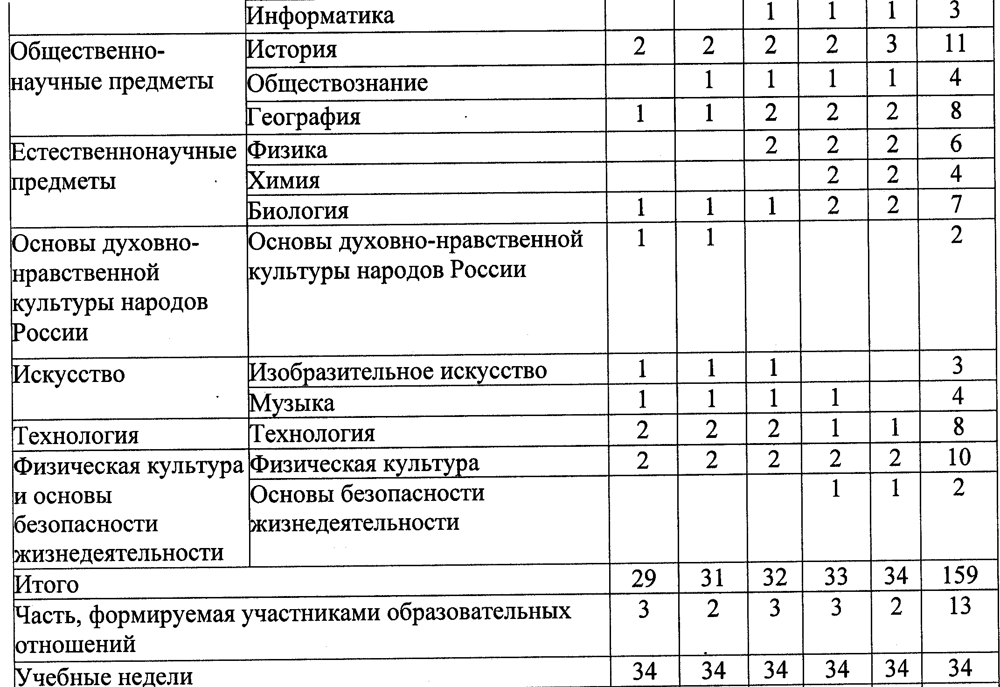 Информатика 1 1 1 3
Общественно- История 2 2 2 2 3 11
научные предметы Обществознание 1 1 1 1 4
География 1 1 2 2 2 8
Естественнонаучные Физика 2 2 2 6
предметы Химия 2 2 4
Биология 1 1 1 2 2 7
Основы духовно- Основы духовно-нравственной 1 1 2
нравственной культуры народов России
культуры народов
России
Искусство Изобразительное искусство 1 1 1 3
Музыка 1 1 1 1 4
Технология Технология 2 2 2 1 1 8
Физическая культура Физическая культура 2 2 2 2 2 10
и основы Основы безопасности 1 1 2
безопасности жизнедеятельности
жизнедеятельности
Итого 29 31 32 33 34 159
Часть, формируемая участниками образовательных 3 2 3 3 2 13
отношений
Учебные недели 34 34 34 34 34 34